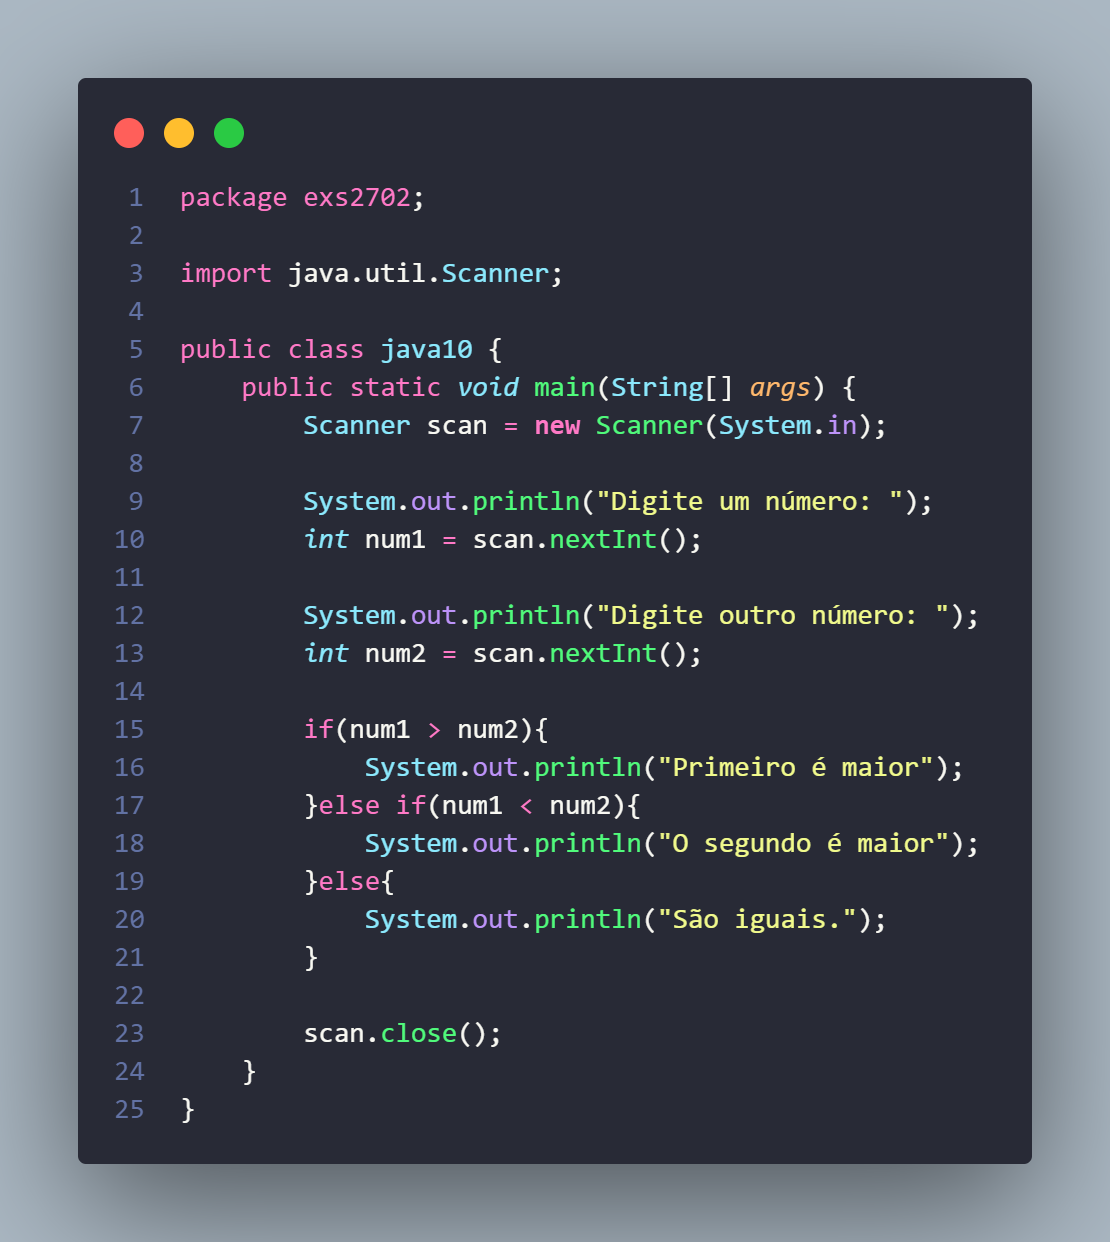 1 package exs2702;
2
3 import java.util.Scanner;
4
5 public class java10 {
6     public static void main(String[] args) {
7         Scanner scan = new Scanner(System.in);
8
9         System.out.println("Digite um número: ");
10         int num1 = scan.nextInt();
11
12         System.out.println("Digite outro número: ");
13         int num2 = scan.nextInt();
14
15         if(num1 > num2){
16             System.out.println("Primeiro é maior");
17         }else if(num1 < num2){
18             System.out.println("O segundo é maior");
19         }else{
20             System.out.println("São iguais.");
21         }
22
23         scan.close();
24     }
25 }